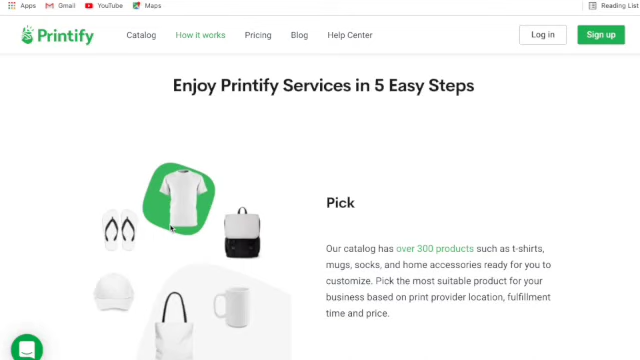 Apps Gmail YouTube Maps Reading List
Printify Catalog How it works Pricing Blog Help Center Log in Sign up
Enjoy Printify Services in 5 Easy Steps
Pick
Our catalog has over 300 products such as t-shirts,
mugs, socks, and home accessories ready for you to
customize. Pick the most suitable product for your
business based on print provider location, fulfillment
time and price.